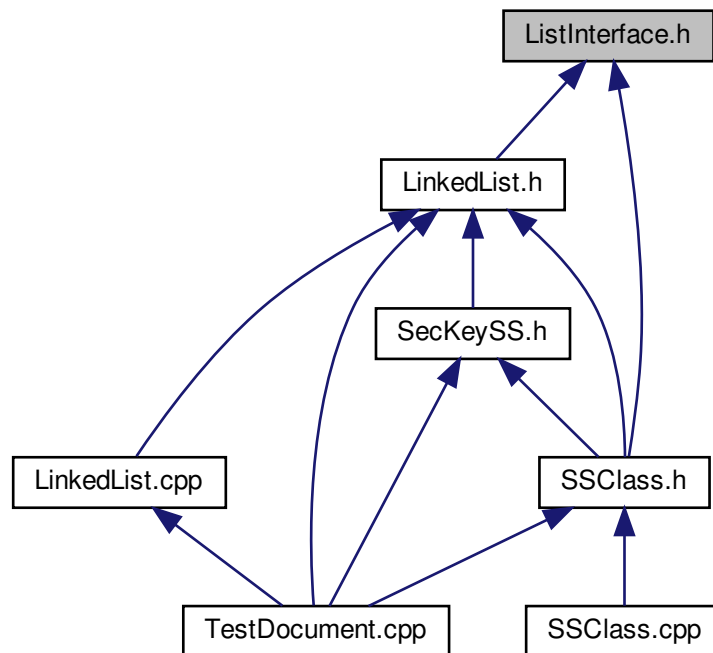 ListInterface.h
LinkedList.h
SecKeySS.h
LinkedList.cpp
SSClass.h
TestDocument.cpp
SSClass.cpp